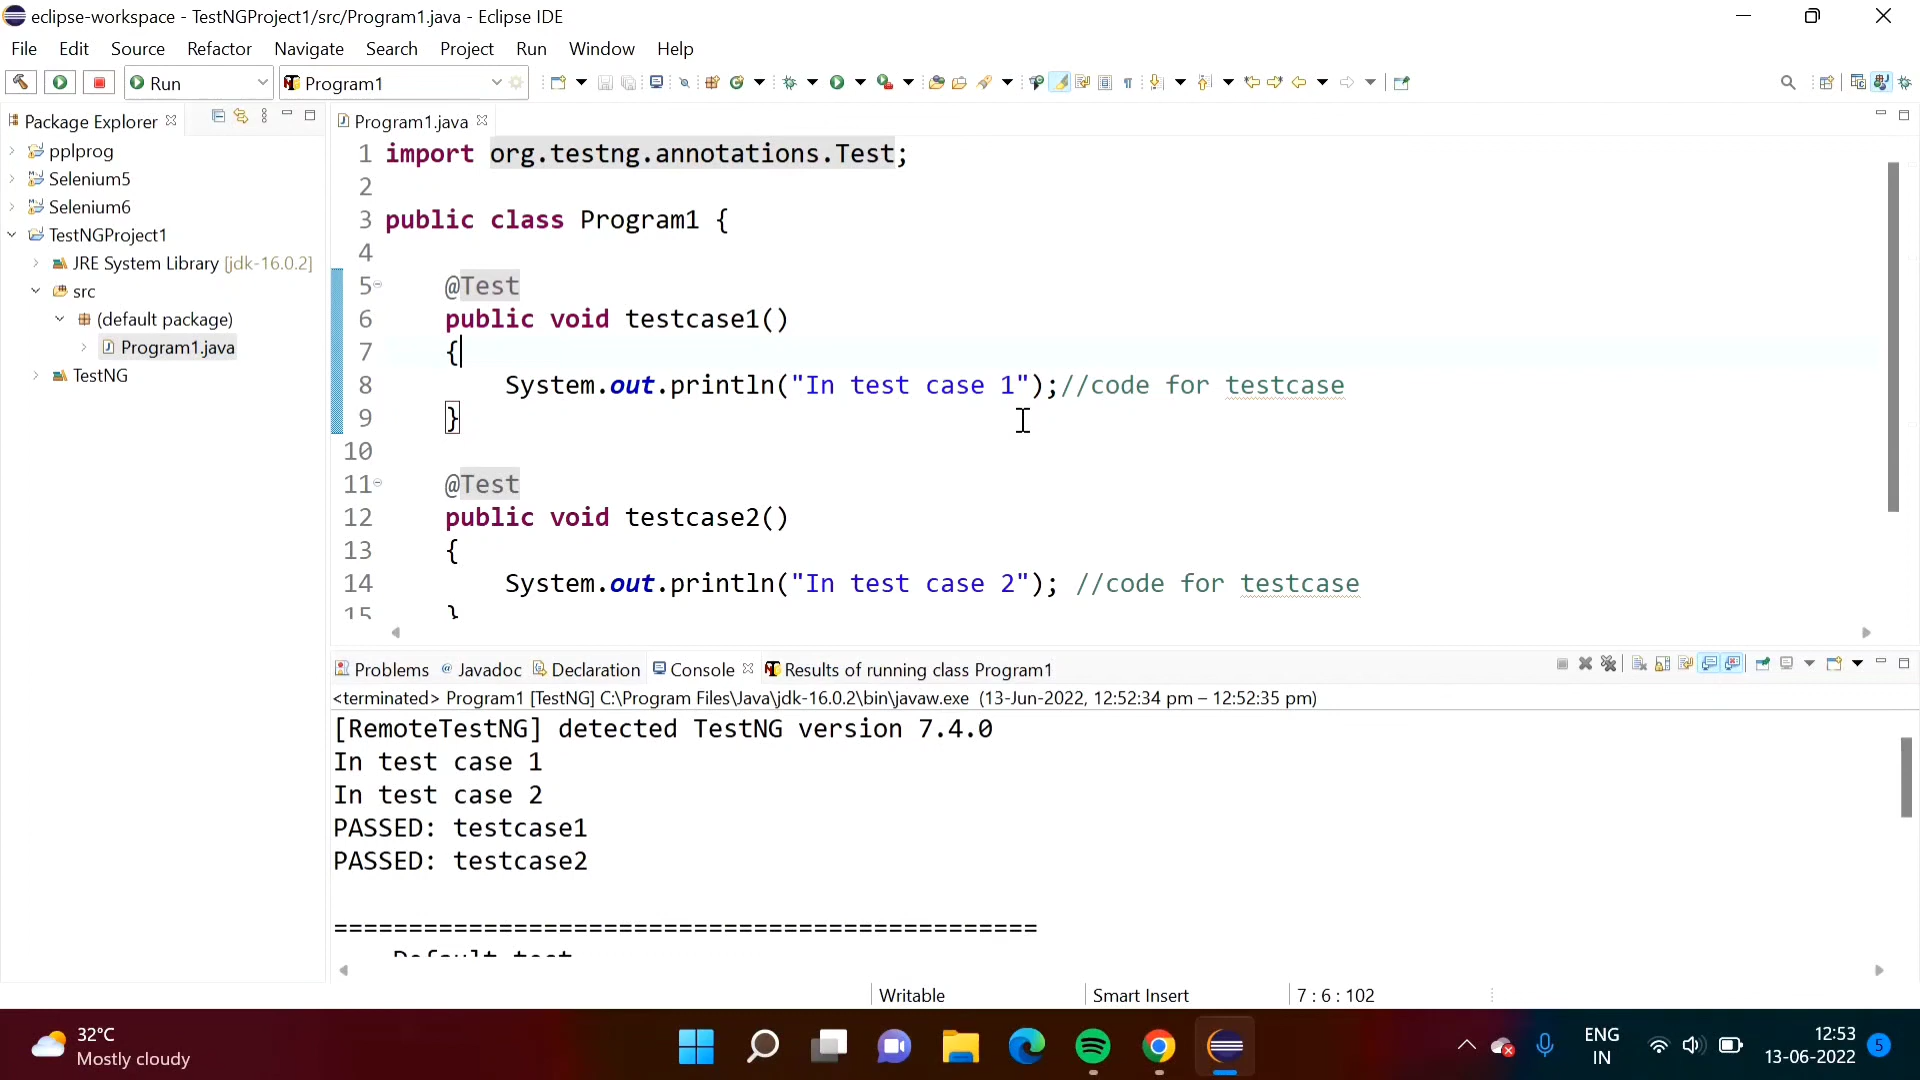 eclipse-workspace - TestNGProject1/src/Program1.java - Eclipse IDE
File Edit Source Refactor Navigate Search Project Run Window Help
Run Program1
Package Explorer
pplprog
Selenium5
Selenium6
TestNGProject1
JRE System Library [jdk-16.0.2]
src
(default package)
Program1.java
TestNG
Program1.java
1 import org.testng.annotations.Test;
2
3 public class Program1 {
4
5 @Test
6 public void testcase1()
7 {
8 System.out.println("In test case 1");//code for testcase
9 }
10
11 @Test
12 public void testcase2()
13 {
14 System.out.println("In test case 2"); //code for testcase
15 }
Problems @ Javadoc Declaration Console Results of running class Program1
<terminated> Program1 [TestNG] C:\Program Files\Java\jdk-16.0.2\bin\javaw.exe (13-Jun-2022, 12:52:34 pm – 12:52:35 pm)
[RemoteTestNG] detected TestNG version 7.4.0
In test case 1
In test case 2
PASSED: testcase1
PASSED: testcase2
===============================================
Default test
Writable Smart Insert 7 : 6 : 102
32°C
Mostly cloudy
ENG
IN
12:53
13-06-2022
5